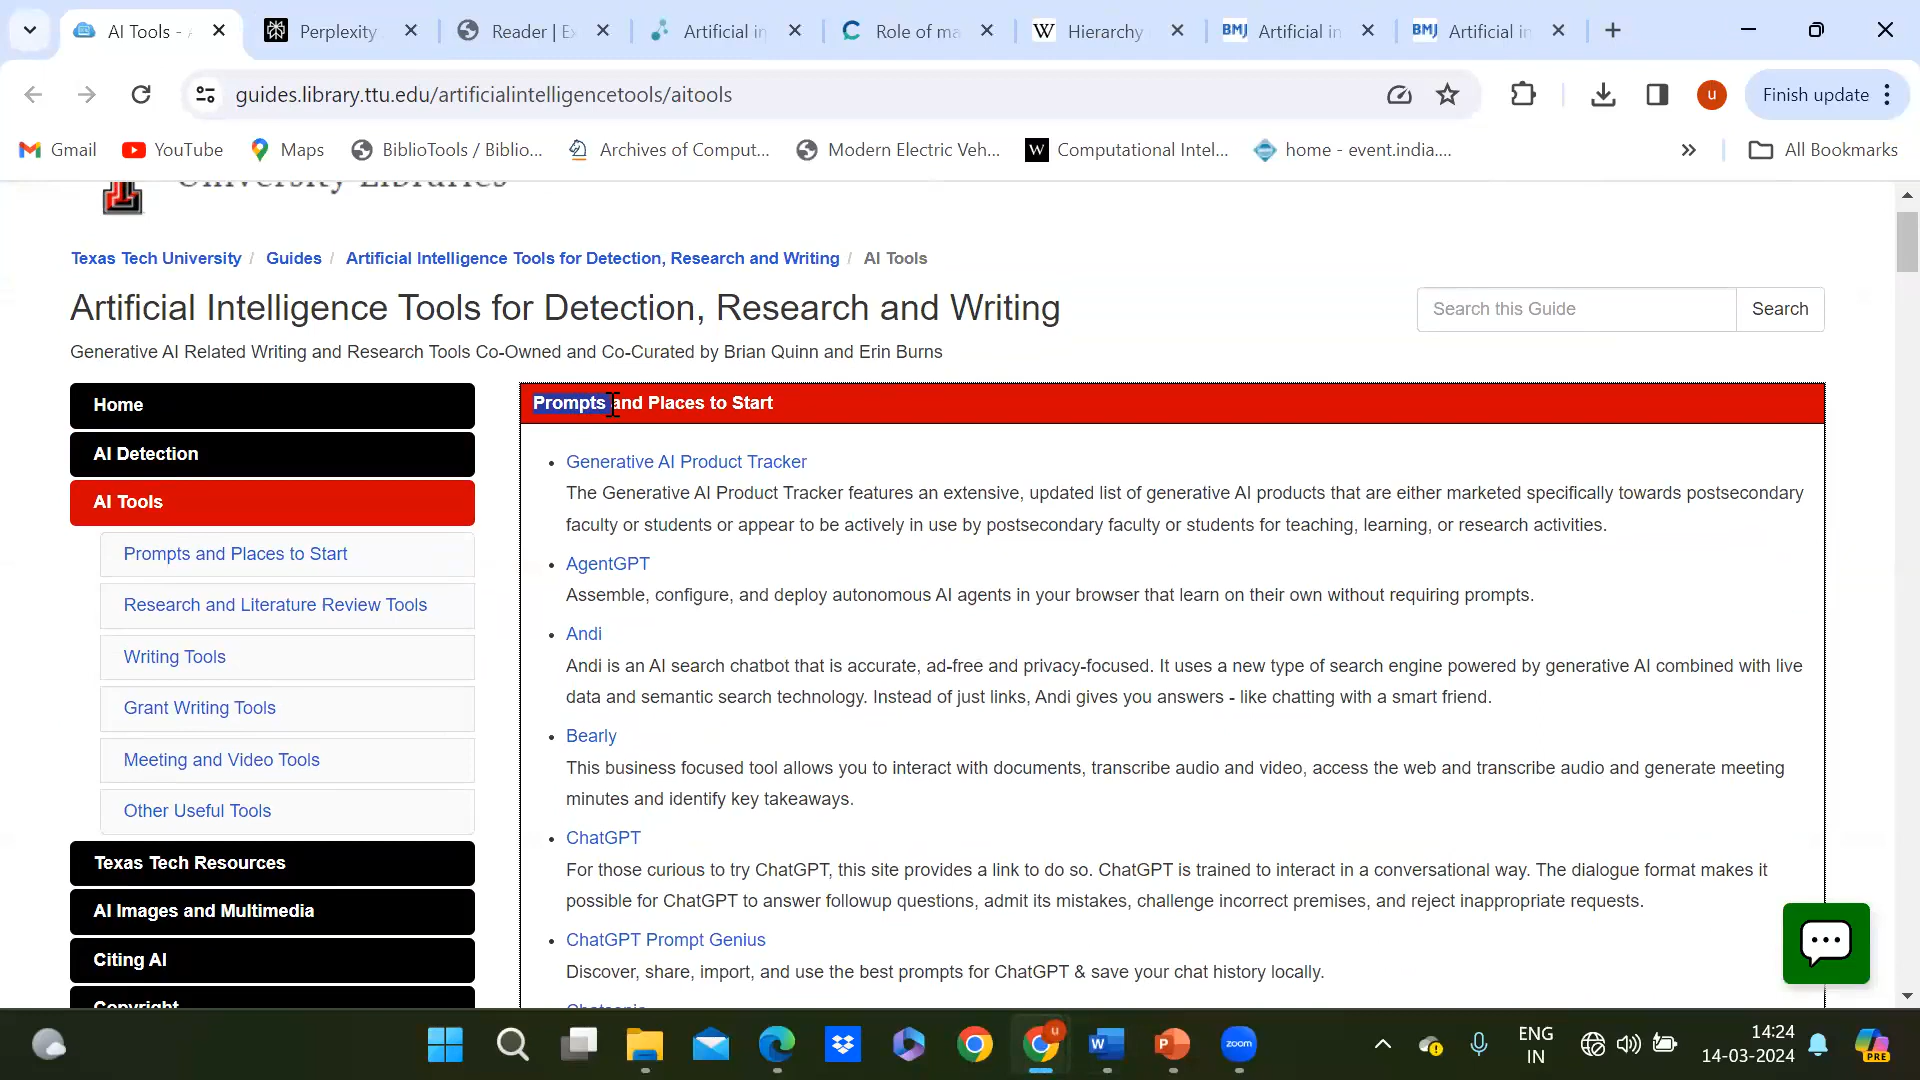 AI Tools -
Perplexity
Reader | E
Artificial in
Role of ma
Hierarchy
BMJ
Artificial in
BMJ
Artificial in
guides.library.ttu.edu/artificialintelligencetools/aitools
u
Finish update
Gmail
YouTube
Maps
BiblioTools / Biblio...
Archives of Comput...
Modern Electric Veh...
W
Computational Intel...
home - event.india....
All Bookmarks
University Libraries
Texas Tech University / Guides / Artificial Intelligence Tools for Detection, Research and Writing / AI Tools
Artificial Intelligence Tools for Detection, Research and Writing
Search this Guide
Search
Generative AI Related Writing and Research Tools Co-Owned and Co-Curated by Brian Quinn and Erin Burns
Home
AI Detection
AI Tools
Prompts and Places to Start
Research and Literature Review Tools
Writing Tools
Grant Writing Tools
Meeting and Video Tools
Other Useful Tools
Texas Tech Resources
AI Images and Multimedia
Citing AI
Copyright
Prompts and Places to Start
Generative AI Product Tracker
The Generative AI Product Tracker features an extensive, updated list of generative AI products that are either marketed specifically towards postsecondary
faculty or students or appear to be actively in use by postsecondary faculty or students for teaching, learning, or research activities.
AgentGPT
Assemble, configure, and deploy autonomous AI agents in your browser that learn on their own without requiring prompts.
Andi
Andi is an AI search chatbot that is accurate, ad-free and privacy-focused. It uses a new type of search engine powered by generative AI combined with live
data and semantic search technology. Instead of just links, Andi gives you answers - like chatting with a smart friend.
Bearly
This business focused tool allows you to interact with documents, transcribe audio and video, access the web and transcribe audio and generate meeting
minutes and identify key takeaways.
ChatGPT
For those curious to try ChatGPT, this site provides a link to do so. ChatGPT is trained to interact in a conversational way. The dialogue format makes it
possible for ChatGPT to answer followup questions, admit its mistakes, challenge incorrect premises, and reject inappropriate requests.
ChatGPT Prompt Genius
Discover, share, import, and use the best prompts for ChatGPT & save your chat history locally.
u
W
P
zoom
ENG
IN
14:24
14-03-2024
PRE